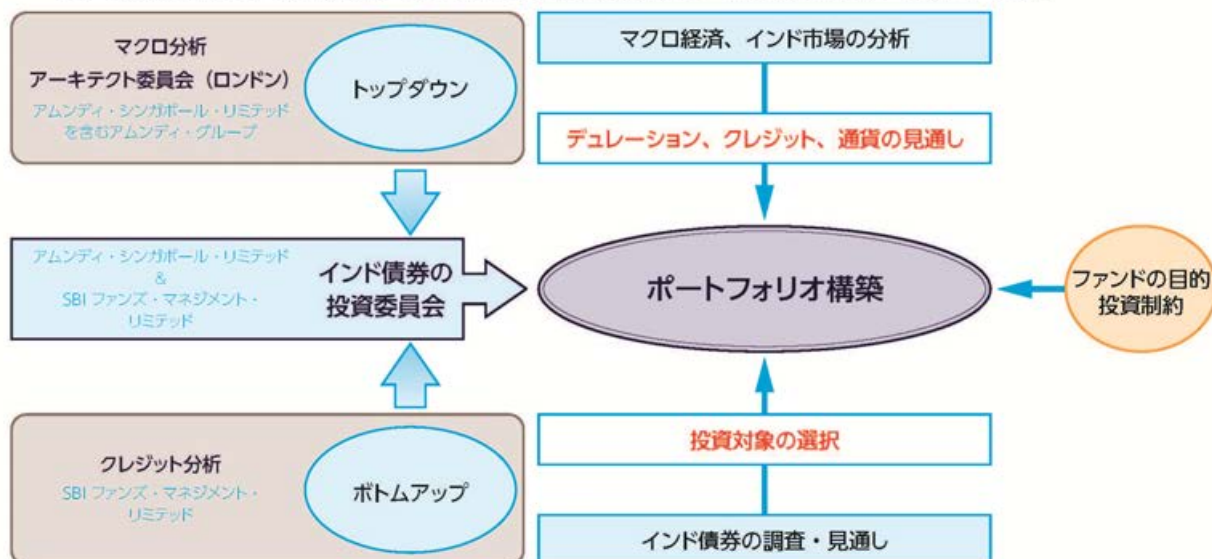 マクロ分析
アーキテクト委員会（ロンドン）
アムンディ・シンガポール・リミテッド
を含むアムンディ・グループ
トップダウン
マクロ経済、インド市場の分析
デュレーション、クレジット、通貨の見通し
アムンディ・シンガポール・リミテッド
&
SBI ファンズ・マネジメント・
リミテッド
インド債券の
投資委員会
ポートフォリオ構築
ファンドの目的
投資制約
クレジット分析
SBI ファンズ・マネジメント・
リミテッド
ボトムアップ
投資対象の選択
インド債券の調査・見通し